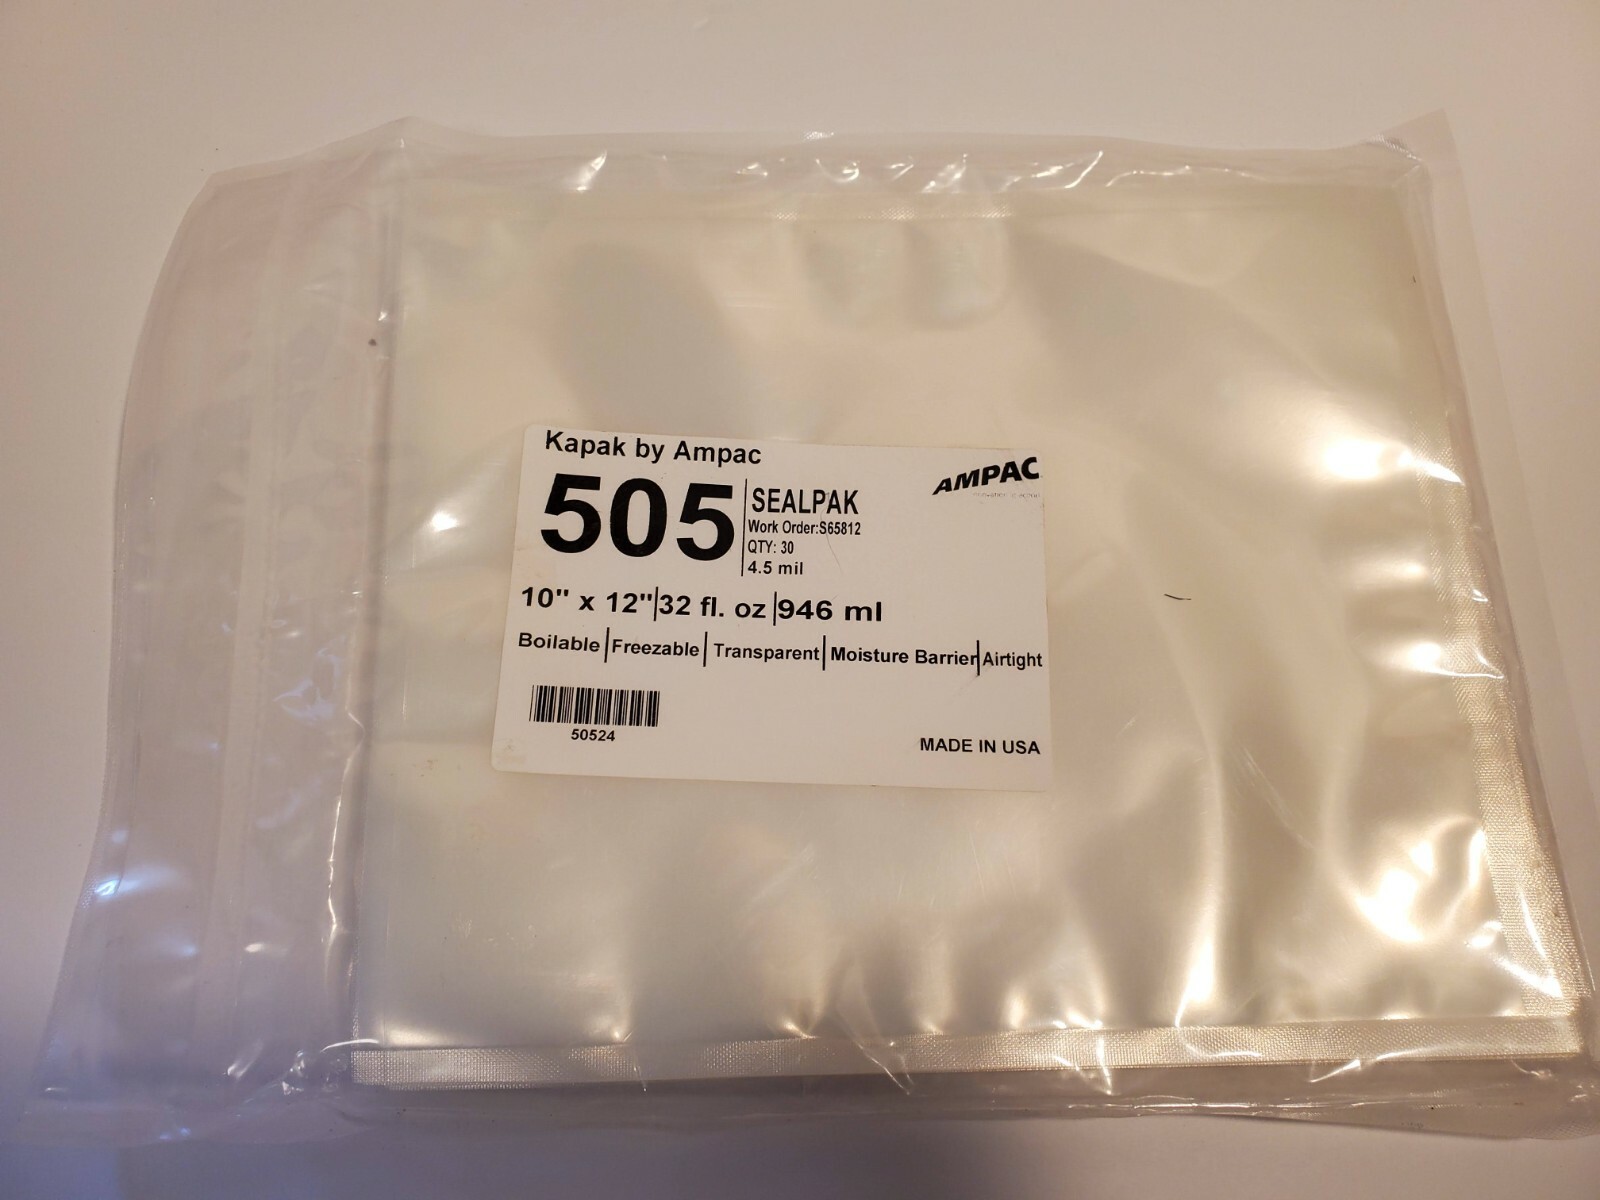 Kapak by Ampac
AMPAC
505
SEALPAK
Work Order:S65812
QTY: 30
4.5 mil
10" x 12"|32 fl. oz|946 ml
Boilable|Freezable|Transparent|Moisture Barrier|Airtight
50524
MADE IN USA